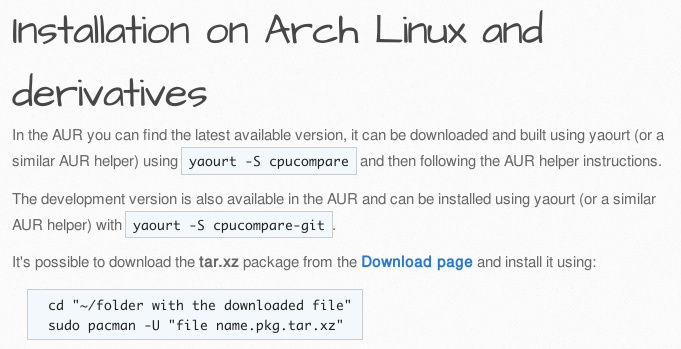 Installation on Arch Linux and
derivatives
In the AUR you can find the latest available version, it can be downloaded and built using yaourt (or a
similar AUR helper) using yaourt -S cpucompare and then following the AUR helper instructions.
The development version is also available in the AUR and can be installed using yaourt (or a similar
AUR helper) with yaourt -S cpucompare-git.
It's possible to download the tar.xz package from the Download page and install it using:
cd "~/folder with the downloaded file"
sudo pacman -U "file name.pkg.tar.xz"